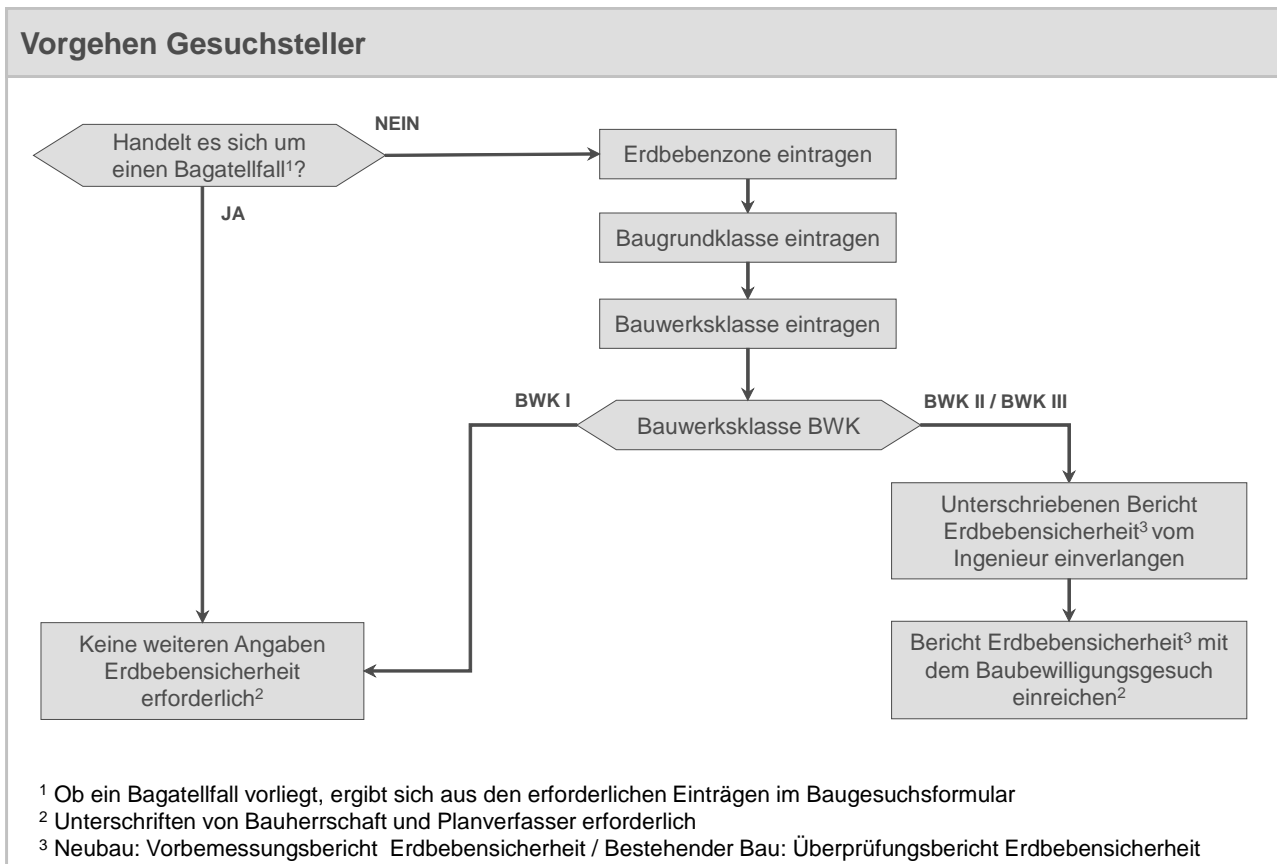 Vorgehen Gesuchsteller
Handelt es sich um
einen Bagatellfall¹?
NEIN
JA
Erdbebenzone eintragen
Baugrundklasse eintragen
Bauwerksklasse eintragen
BWK I
Bauwerksklasse BWK
BWK II / BWK III
Unterschriebenen Bericht
Erdbebensicherheit³ vom
Ingenieur einverlangen
Keine weiteren Angaben
Erdbebensicherheit
erforderlich²
Bericht Erdbebensicherheit³ mit
dem Baubewilligungsgesuch
einreichen²
¹ Ob ein Bagatellfall vorliegt, ergibt sich aus den erforderlichen Einträgen im Baugesuchsformular
² Unterschriften von Bauherrschaft und Planverfasser erforderlich
³ Neubau: Vorbemessungsbericht Erdbebensicherheit / Bestehender Bau: Überprüfungsbericht Erdbebensicherheit